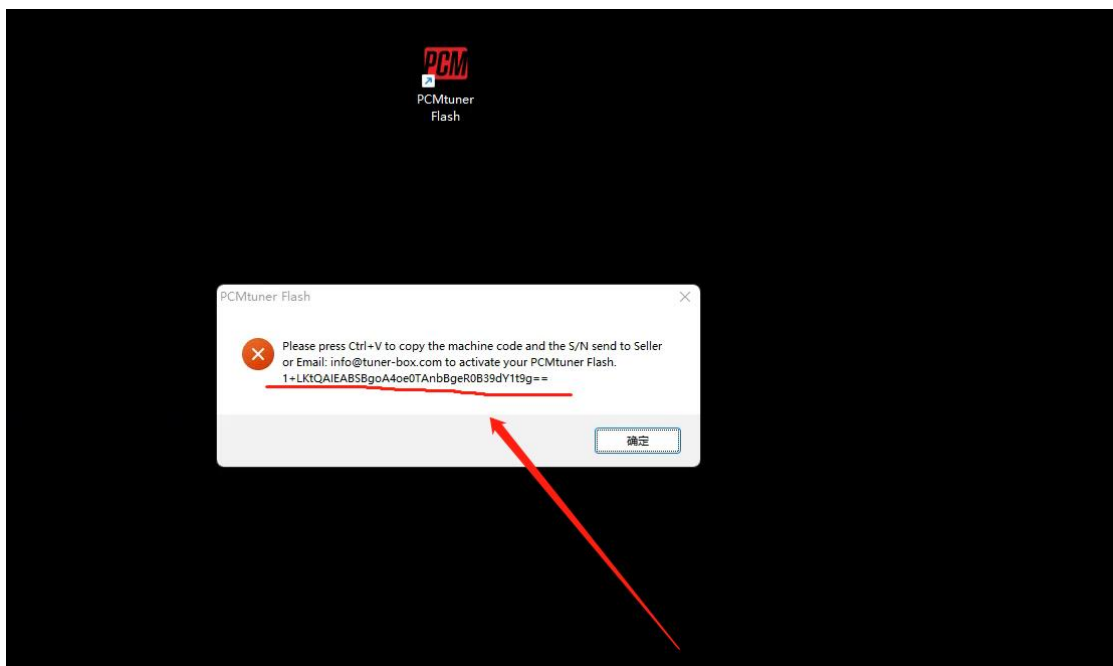 PCM
PCMtuner
Flash
PCMtuner Flash
Please press Ctrl+V to copy the machine code and the S/N send to Seller
or Email: info@tuner-box.com to activate your PCMtuner Flash.
1+LKtQAIEABSBgoA4oe0TAnbBgeR0B39dY1t9g==
确定